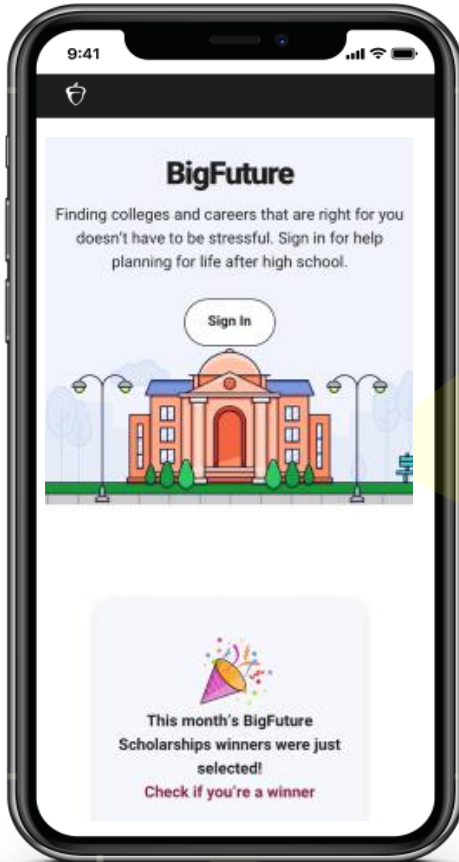 9:41
BigFuture
Finding colleges and careers that are right for you
doesn't have to be stressful. Sign in for help
planning for life after high school.
Sign In
This month's BigFuture
Scholarships winners were just
selected!
Check if you're a winner